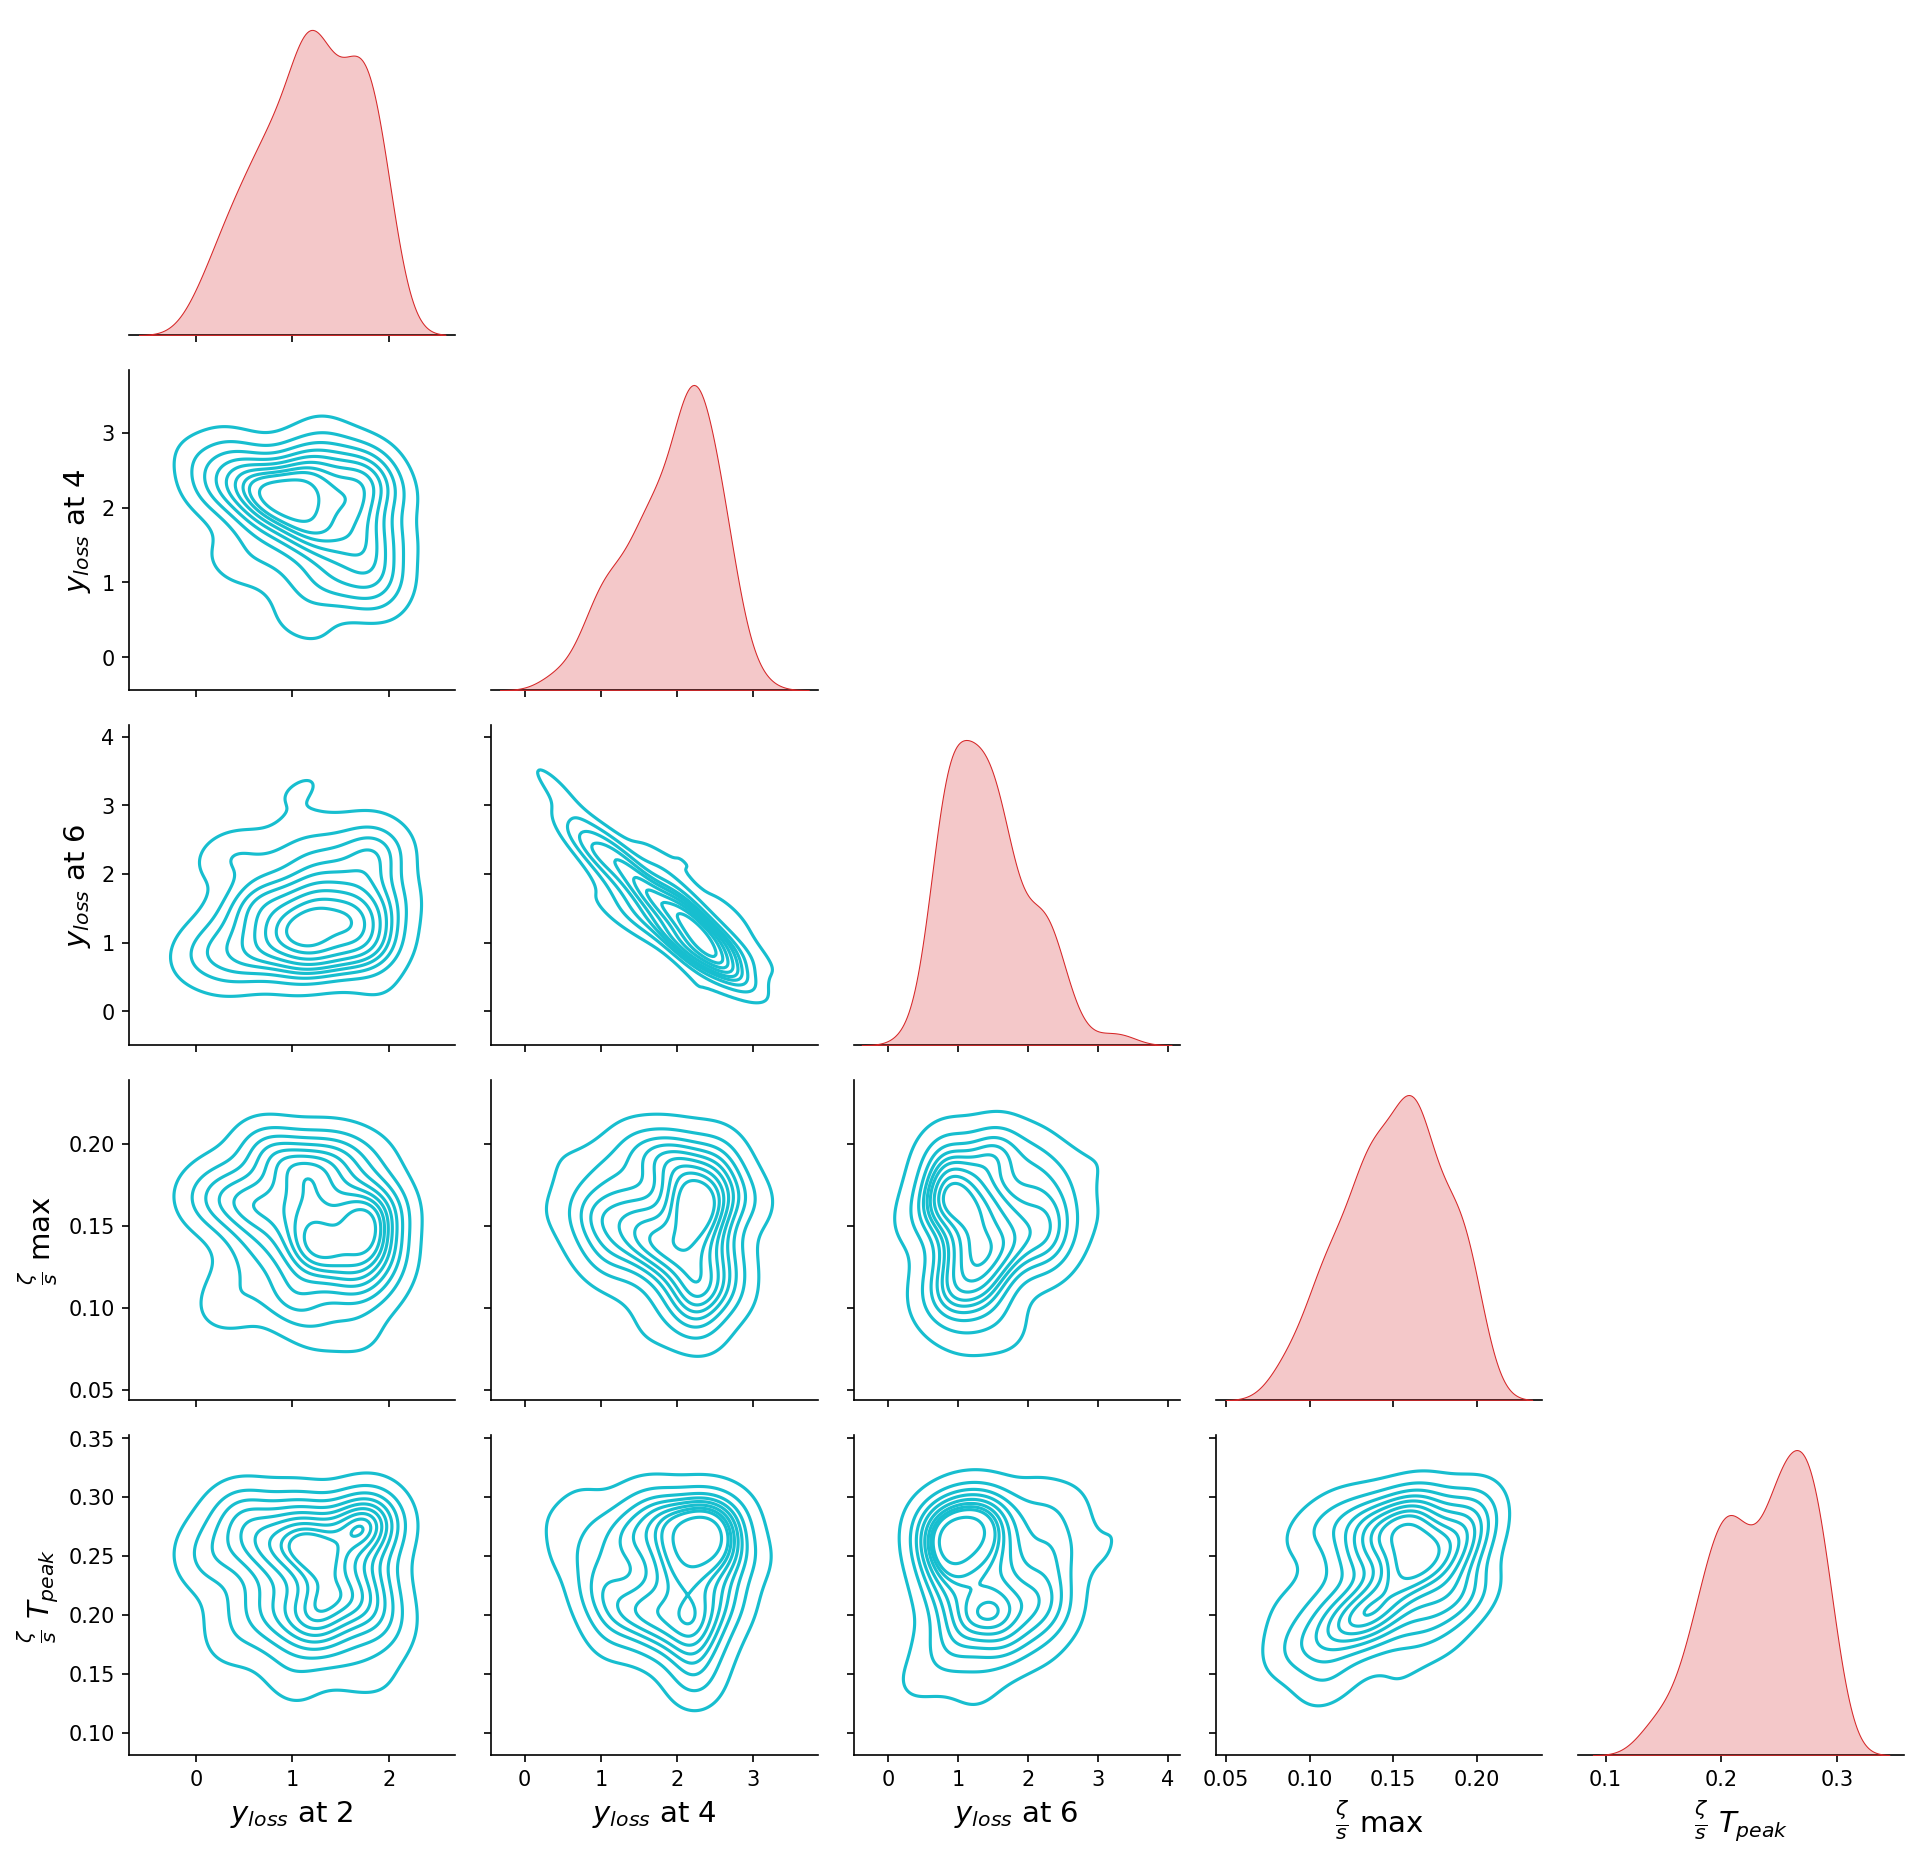 3
2
1
0
y_loss at 4
4
3
2
1
0
y_loss at 6
0.20
0.15
0.10
0.05
ζ/s max
0.35
0.30
0.25
0.20
0.15
0.10
ζ/s T_peak
0 1 2
0 1 2 3
0 1 2 3 4
0.05 0.10 0.15 0.20
0.1 0.2 0.3
y_loss at 2
y_loss at 4
y_loss at 6
ζ/s max
ζ/s T_peak